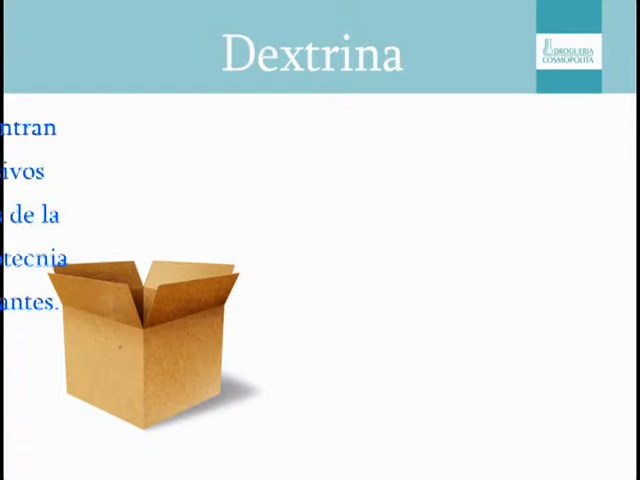 Dextrina
DROGUERIA
COSMOPOLITA
ntran
ivos
s de la
tecnia
antes.